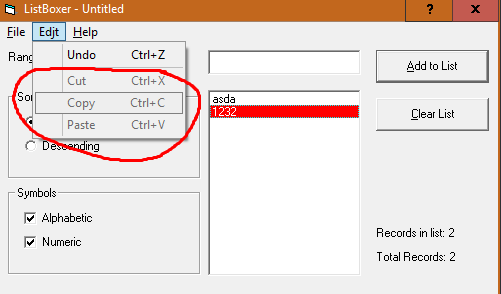 ListBoxer - Untitled
File Edit Help
Undo Ctrl+Z
Cut Ctrl+X
Copy Ctrl+C
Paste Ctrl+V
Rang
Sor
Descending
Symbols
Alphabetic
Numeric
asda
1232
Add to List
Clear List
Records in list: 2
Total Records: 2